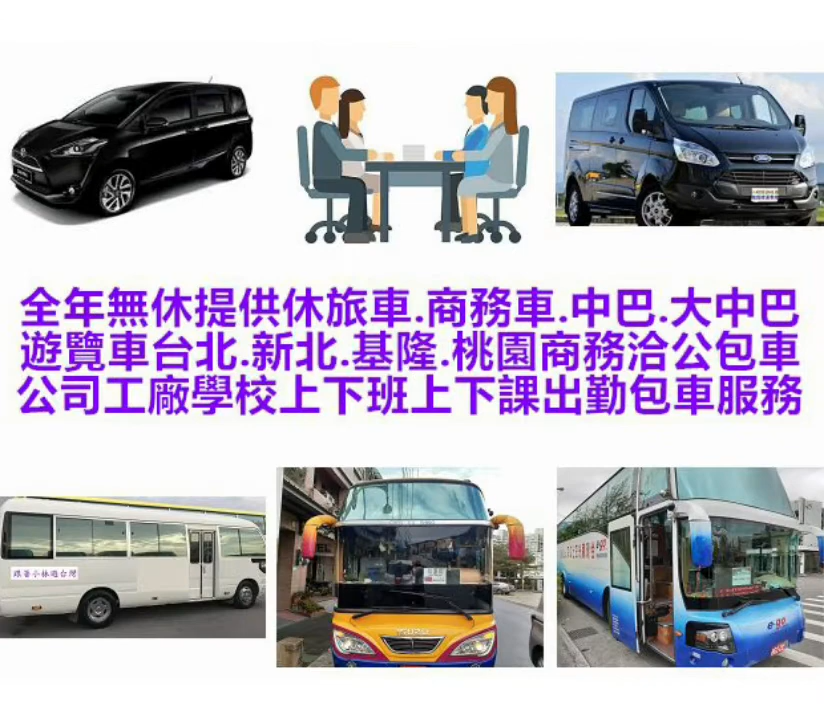 全年無休提供休旅車.商務車.中巴.大中巴
遊覽車台北.新北.基隆.桃園商務洽公包車
公司工廠學校上下班上下課出勤包車服務
跟著小林遊台灣
ISUZU